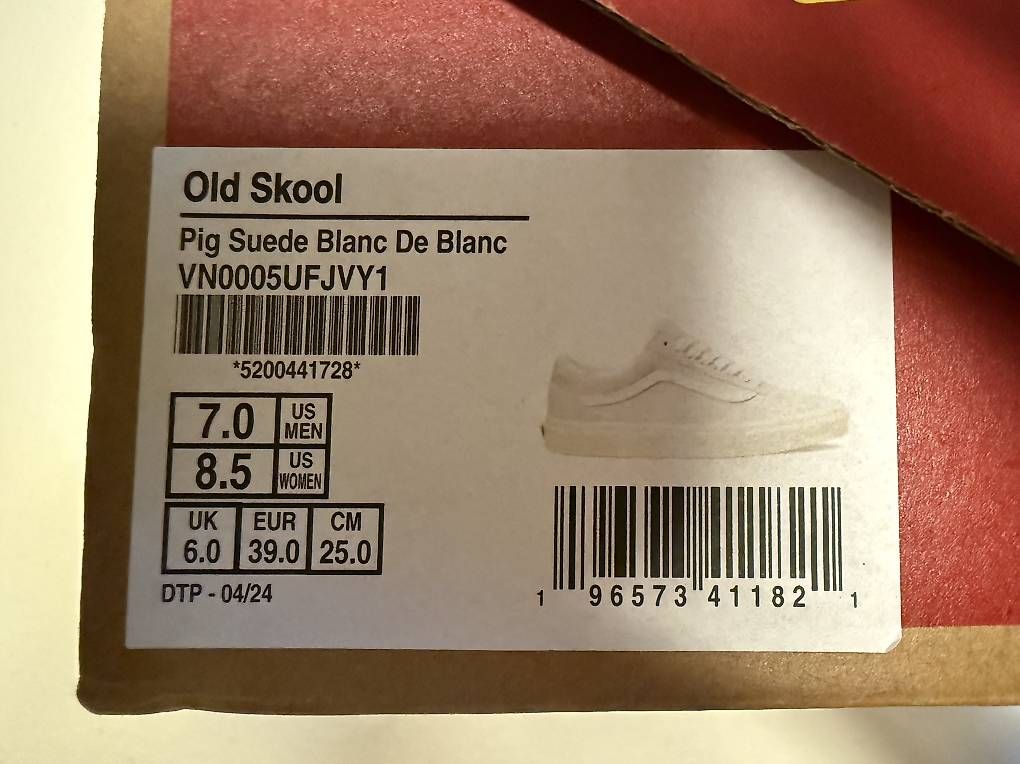 Old Skool
Pig Suede Blanc De Blanc
VN0005UFJVY1
*5200441728*
7.0 US MEN
8.5 US WOMEN
UK EUR CM
6.0 39.0 25.0
DTP - 04/24
1 96573 41182 1